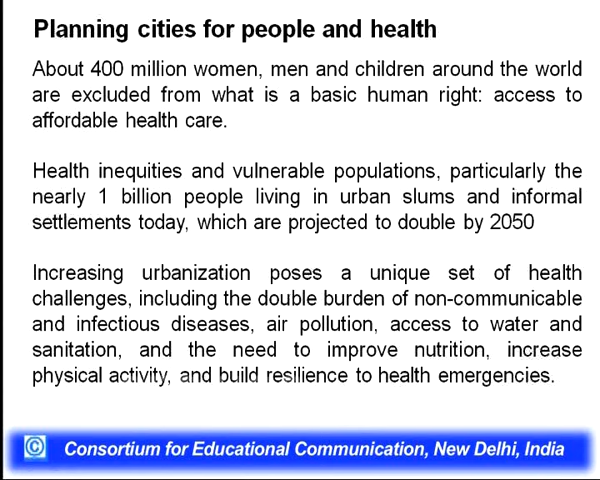 Planning cities for people and health
About 400 million women, men and children around the world
are excluded from what is a basic human right: access to
affordable health care.
Health inequities and vulnerable populations, particularly the
nearly 1 billion people living in urban slums and informal
settlements today, which are projected to double by 2050
Increasing urbanization poses a unique set of health
challenges, including the double burden of non-communicable
and infectious diseases, air pollution, access to water and
sanitation, and the need to improve nutrition, increase
physical activity, and build resilience to health emergencies.
© Consortium for Educational Communication, New Delhi, India